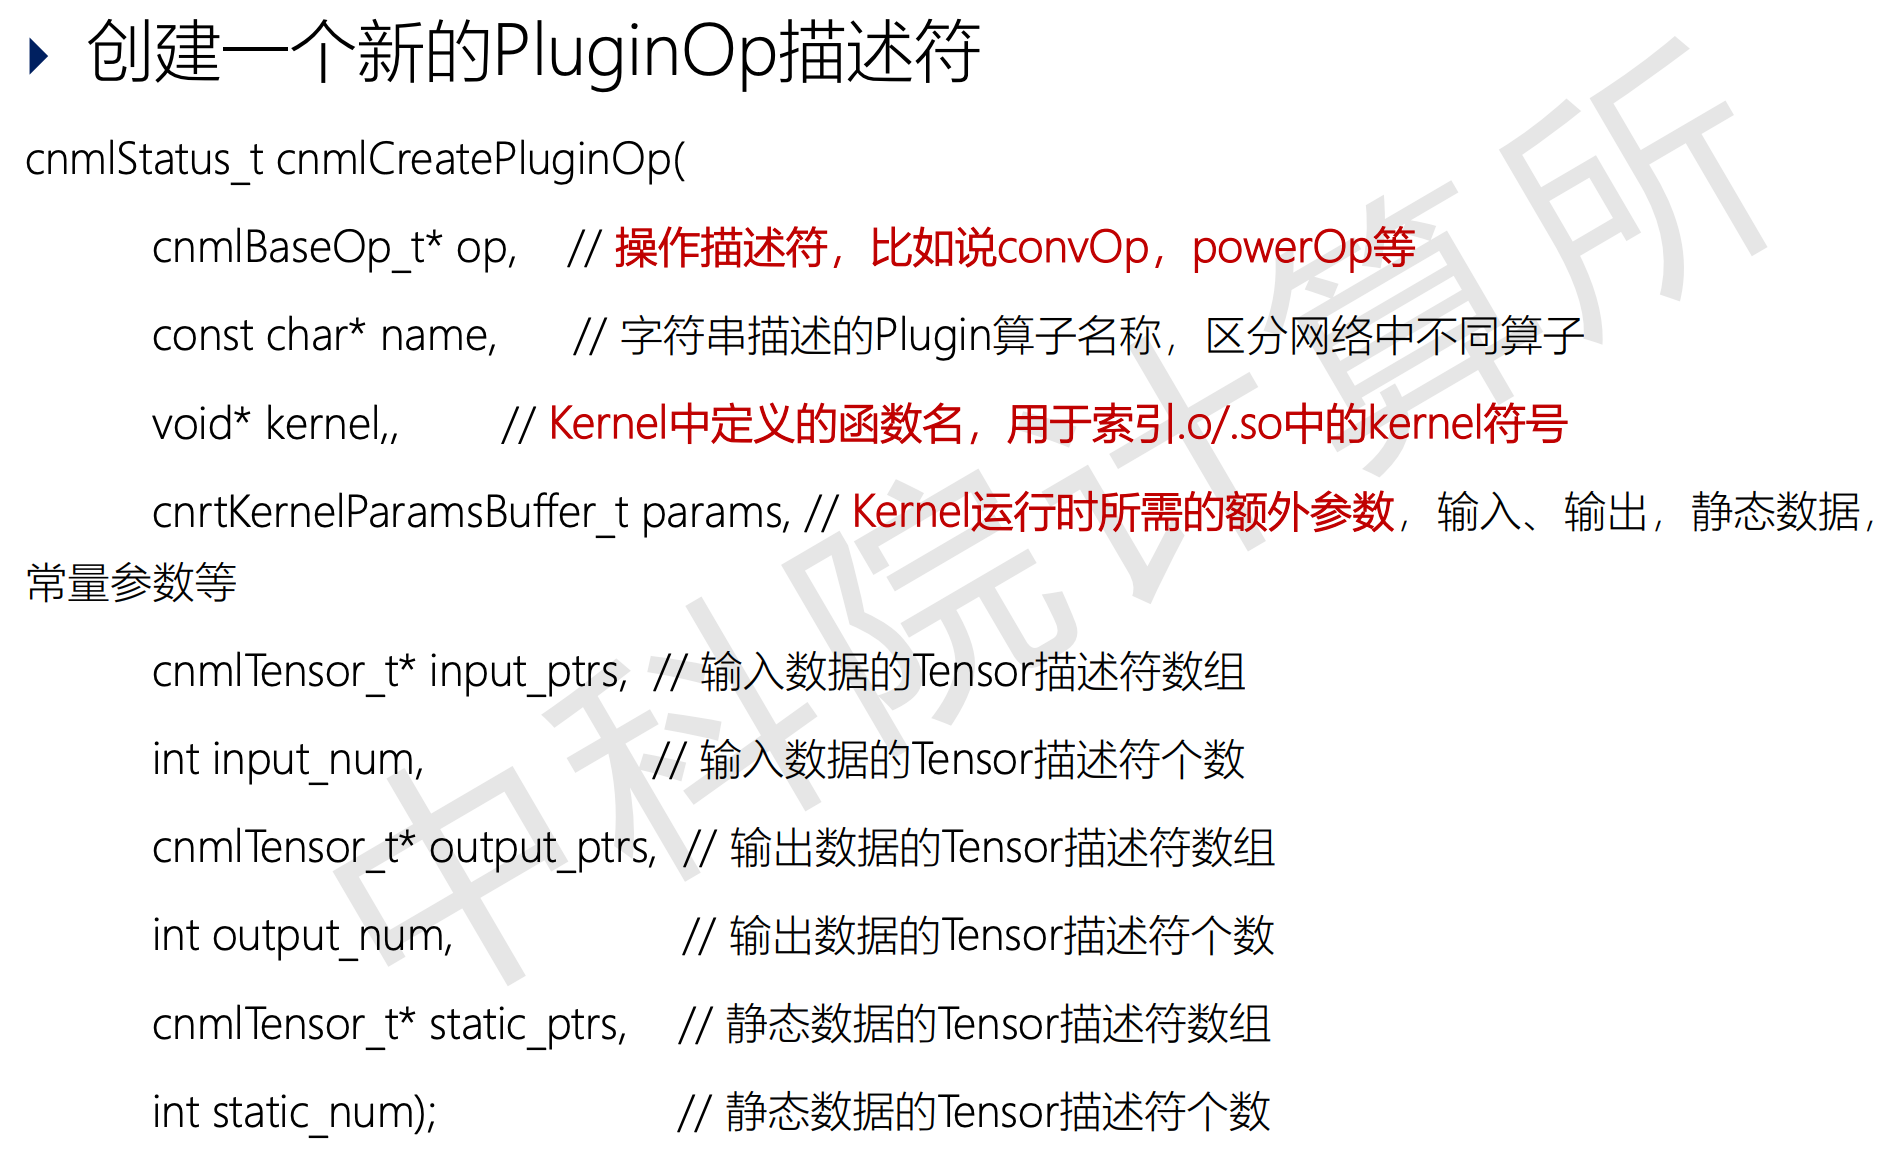 创建一个新的PluginOp描述符
cnmlStatus_t cnmlCreatePluginOp(
cnmlBaseOp_t* op, // 操作描述符，比如说convOp，powerOp等
const char* name, // 字符串描述的Plugin算子名称，区分网络中不同算子
void* kernel,, // Kernel中定义的函数名，用于索引.o/.so中的kernel符号
cnrtKernelParamsBuffer_t params, // Kernel运行时所需的额外参数，输入、输出，静态数据，
常量参数等
cnmlTensor_t* input_ptrs, // 输入数据的Tensor描述符数组
int input_num, // 输入数据的Tensor描述符个数
cnmlTensor_t* output_ptrs, // 输出数据的Tensor描述符数组
int output_num, // 输出数据的Tensor描述符个数
cnmlTensor_t* static_ptrs, // 静态数据的Tensor描述符数组
int static_num); // 静态数据的Tensor描述符个数
中科院计算所